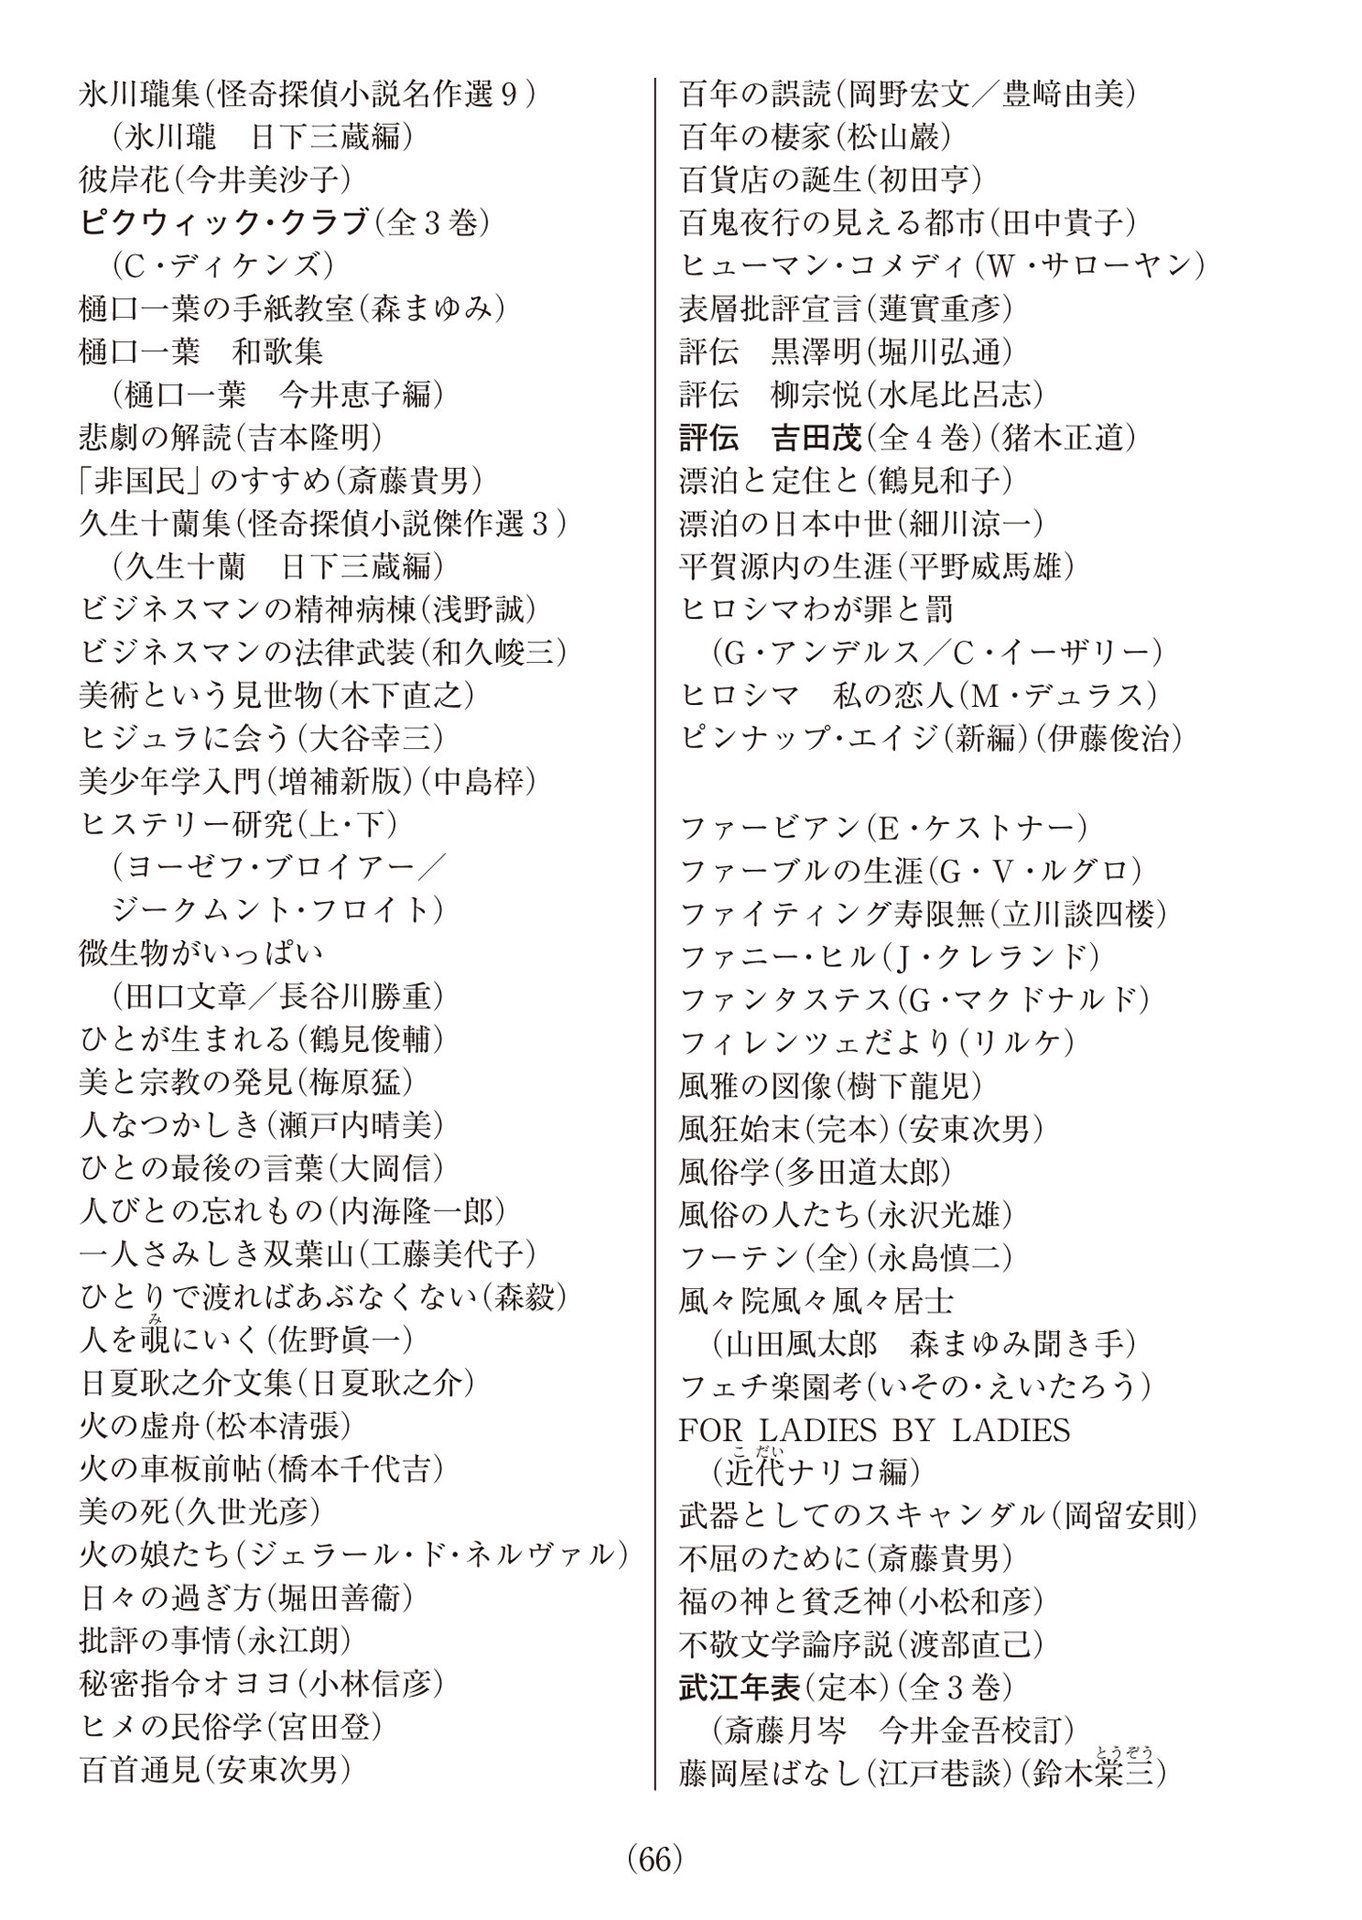 氷川瓏集(怪奇探偵小説名作選９)
(氷川瓏　日下三蔵編)
彼岸花(今井美沙子)
ピクウィック・クラブ(全３巻)
(C・ディケンズ)
樋口一葉の手紙教室(森まゆみ)
樋口一葉　和歌集
(樋口一葉　今井恵子編)
悲劇の解読(吉本隆明)
「非国民」のすすめ(斎藤貴男)
久生十蘭集(怪奇探偵小説傑作選３)
(久生十蘭　日下三蔵編)
ビジネスマンの精神病棟(浅野誠)
ビジネスマンの法律武装(和久峻三)
美術という見世物(木下直之)
ヒジュラに会う(大谷幸三)
美少年学入門(増補新版)(中島梓)
ヒステリー研究(上・下)
(ヨーゼフ・ブロイアー／
ジークムント・フロイト)
微生物がいっぱい
(田口文章／長谷川勝重)
ひとが生まれる(鶴見俊輔)
美と宗教の発見(梅原猛)
人なつかしき(瀬戸内晴美)
ひとの最後の言葉(大岡信)
人びとの忘れもの(内海隆一郎)
一人さみしき双葉山(工藤美代子)
ひとりで渡ればあぶなくない(森毅)
人を覗にいく(佐野眞一)
み
日夏耿之介文集(日夏耿之介)
火の虚舟(松本清張)
火の車板前帖(橋本千代吉)
美の死(久世光彦)
火の娘たち(ジェラール・ド・ネルヴァル)
日々の過ぎ方(堀田善衞)
批評の事情(永江朗)
秘密指令オヨヨ(小林信彦)
ヒメの民俗学(宮田登)
百首通見(安東次男)
百年の誤読(岡野宏文／豊﨑由美)
百年の棲家(松山巖)
百貨店の誕生(初田亨)
百鬼夜行の見える都市(田中貴子)
ヒューマン・コメディ(W・サローヤン)
表層批評宣言(蓮實重彥)
評伝　黒澤明(堀川弘通)
評伝　柳宗悦(水尾比呂志)
評伝　吉田茂(全４巻)(猪木正道)
漂泊と定住と(鶴見和子)
漂泊の日本中世(細川涼一)
平賀源内の生涯(平野威馬雄)
ヒロシマわが罪と罰
(G・アンデルス／C・イーザリー)
ヒロシマ　私の恋人(M・デュラス)
ピンナップ・エイジ(新編)(伊藤俊治)
ファービアン(E・ケストナー)
ファーブルの生涯(G・V・ルグロ)
ファイティング寿限無(立川談四楼)
ファニー・ヒル(J・クレランド)
ファンタステス(G・マクドナルド)
フィレンツェだより(リルケ)
風雅の図像(樹下龍児)
風狂始末(完本)(安東次男)
風俗学(多田道太郎)
風俗の人たち(永沢光雄)
フーテン(全)(永島慎二)
風々院風々風々居士
(山田風太郎　森まゆみ聞き手)
フェチ楽園考(いその・えいたろう)
FOR LADIES BY LADIES
(近代ナリコ編)
こ だい
武器としてのスキャンダル(岡留安則)
不屈のために(斎藤貴男)
福の神と貧乏神(小松和彦)
不敬文学論序説(渡部直己)
武江年表(定本)(全３巻)
(斎藤月岑　今井金吾校訂)
藤岡屋ばなし(江戸巷談)(鈴木棠三)
とうぞう
(66)